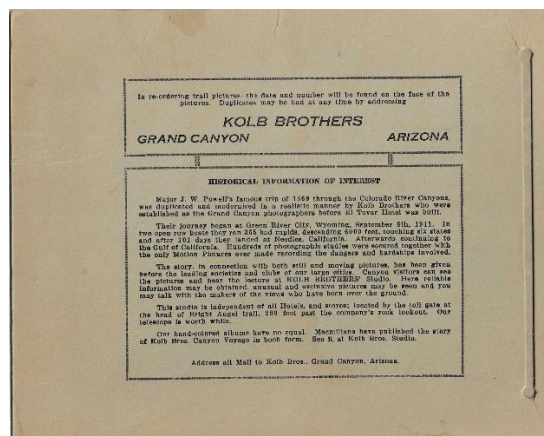 In re-ordering trail pictures, the date and number will be found on the face of the
pictures. Duplicates may be had at any time by addressing
KOLB BROTHERS
GRAND CANYON ARIZONA
HISTORICAL INFORMATION OF INTEREST
Major J. W. Powell's famous trip of 1869 through the Colorado River Canyons,
was duplicated and modernized in a realistic manner by Kolb Brothers who were
established as the Grand Canyon photographers before El Tovar Hotel was built.
Their journey began at Green River City, Wyoming, September 8th, 1911. In
two open row boats they ran 265 bad rapids, descending 6000 feet, touching six states
and after 101 days they landed at Needles, California. Afterwards continuing to
the Gulf of California. Hundreds of photographic studies were secured together with
the only Motion Pictures ever made recording the dangers and hardships involved.
The story, in connection with both still and moving pictures, has been given
before the leading societies and clubs of our large cities. Canyon visitors can see
the pictures and hear the lecture at KOLB BROTHERS' Studio. Here reliable
information may be obtained, unusual and exclusive pictures may be seen and you
may talk with the makers of the views who have been over the ground.
This studio is independent of all Hotels, and stores; located by the toll gate at
the head of Bright Angel trail, 200 feet past the company's rock lookout. Our
telescope is worth while.
Our hand-colored albums have no equal. Macmillans have published the story
of Kolb Bros. Canyon Voyage in book form. See it at Kolb Bros. Studio.
Address all Mail to Kolb Bros., Grand Canyon, Arizona.